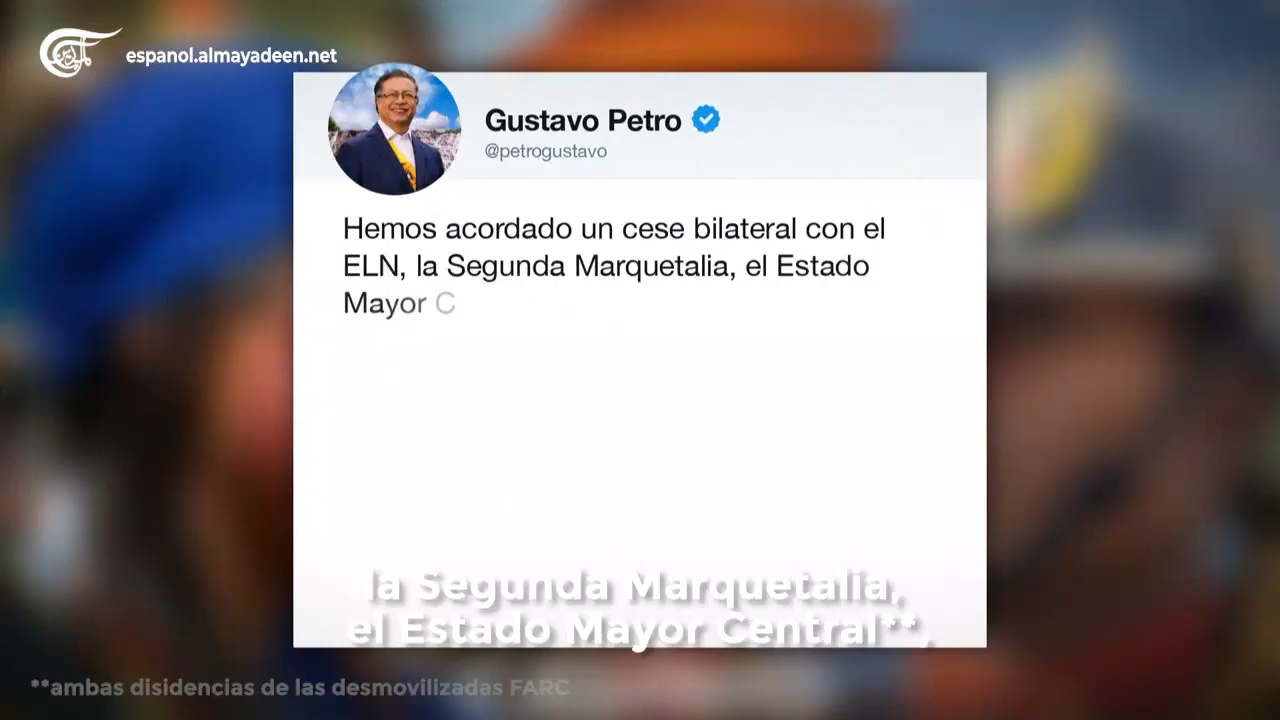 espanol.almayadeen.net
Gustavo Petro
@petrogustavo
Hemos acordado un cese bilateral con el
ELN, la Segunda Marquetalia, el Estado
Mayor C
la Segunda Marquetalia,
el Estado Mayor Central**,
**ambas disidencias de las desmovilizadas FARC